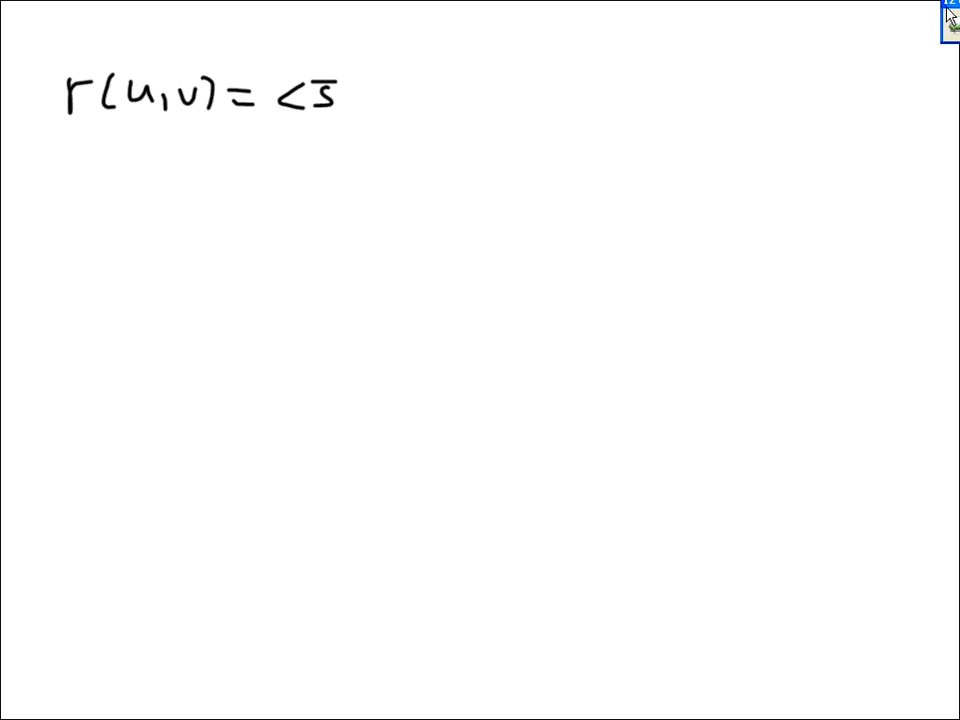 r(u,v) = <5